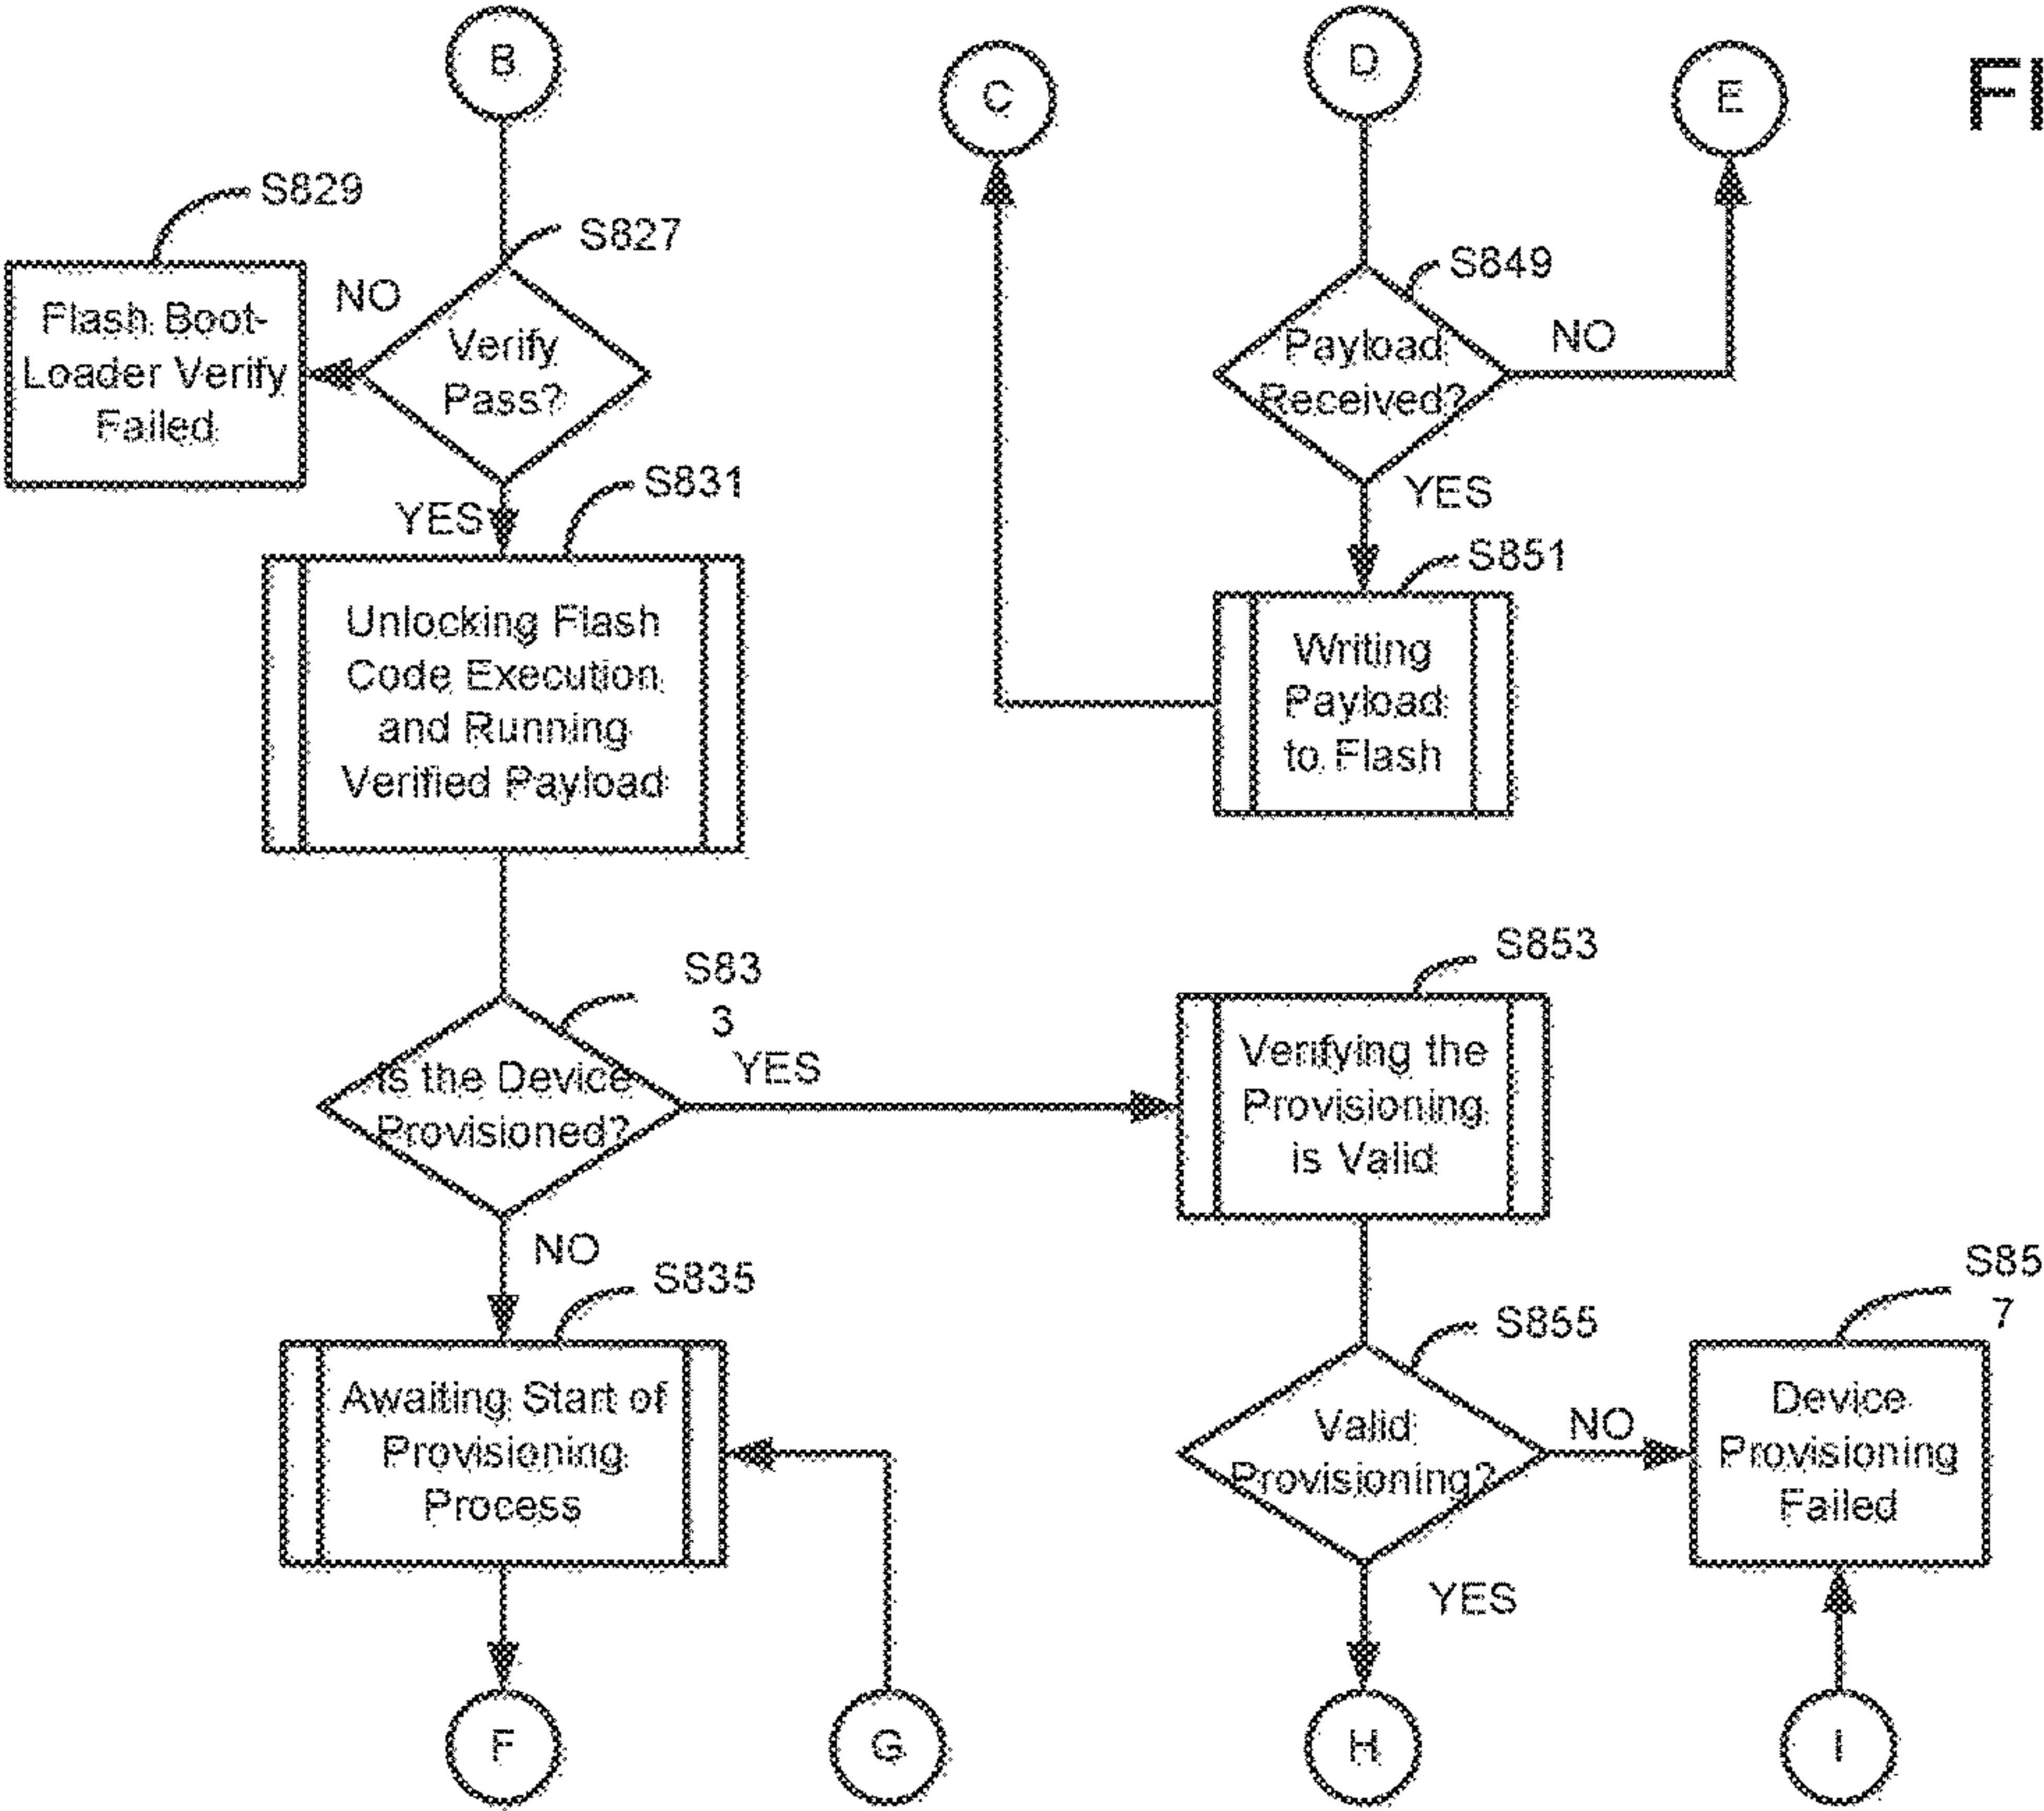 B
C
D
E
FI
S829
S827
S849
NO
Flash Boot-
Loader Verify
Failed
Verify
Pass?
Payload
Received?
NO
YES
S831
YES
S851
Unlocking Flash
Code Execution
and Running
Verified Payload
Writing
Payload
to Flash
S83
3
S853
Is the Device
Provisioned?
YES
Verifying the
Provisioning
is Valid
NO
S835
S855
S85
7
Awaiting Start of
Provisioning
Process
Valid
Provisioning?
NO
Device
Provisioning
Failed
YES
F
G
H
I